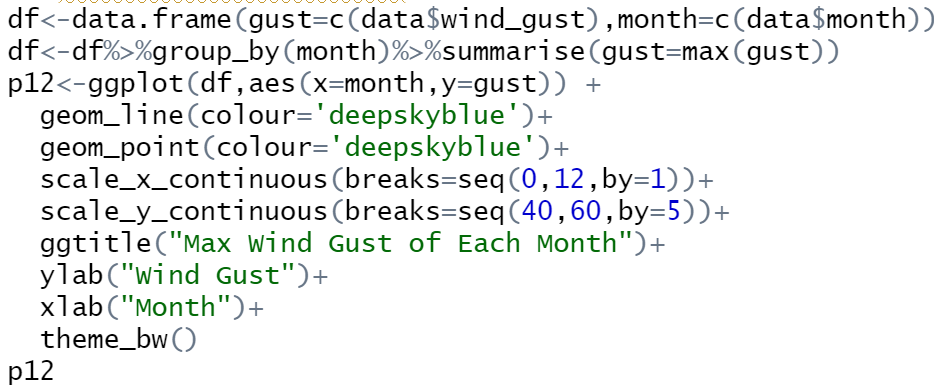 df<-data.frame(gust=c(data$wind_gust),month=c(data$month))
df<-df%>%group_by(month)%>%summarise(gust=max(gust))
p12<-ggplot(df,aes(x=month,y=gust)) +
  geom_line(colour='deepskyblue')+
  geom_point(colour='deepskyblue')+
  scale_x_continuous(breaks=seq(0,12,by=1))+
  scale_y_continuous(breaks=seq(40,60,by=5))+
  ggtitle("Max Wind Gust of Each Month")+
  ylab("Wind Gust")+
  xlab("Month")+
  theme_bw()
p12